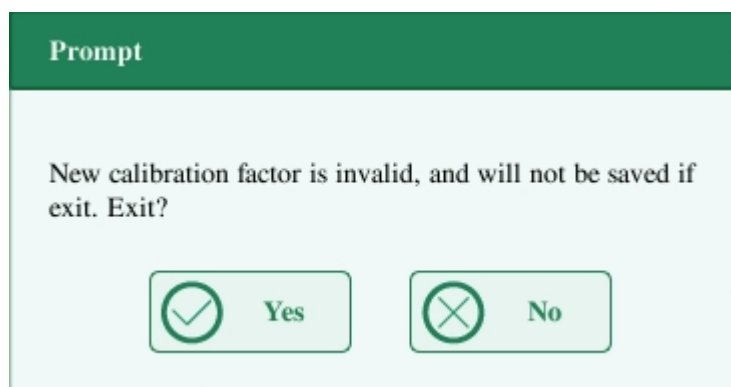 Prompt
New calibration factor is invalid, and will not be saved if
exit. Exit?
Yes
No